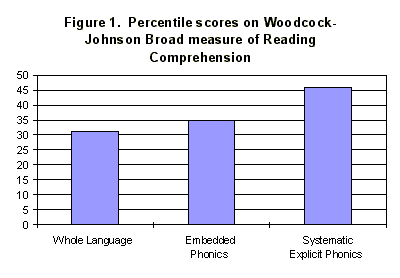 Figure 1. Percentile scores on Woodcock-
Johnson Broad measure of Reading
Comprehension
50
45
40
35
30
25
20
15
10
5
0
Whole Language
Embedded
Phonics
Systematic
Explicit Phonics